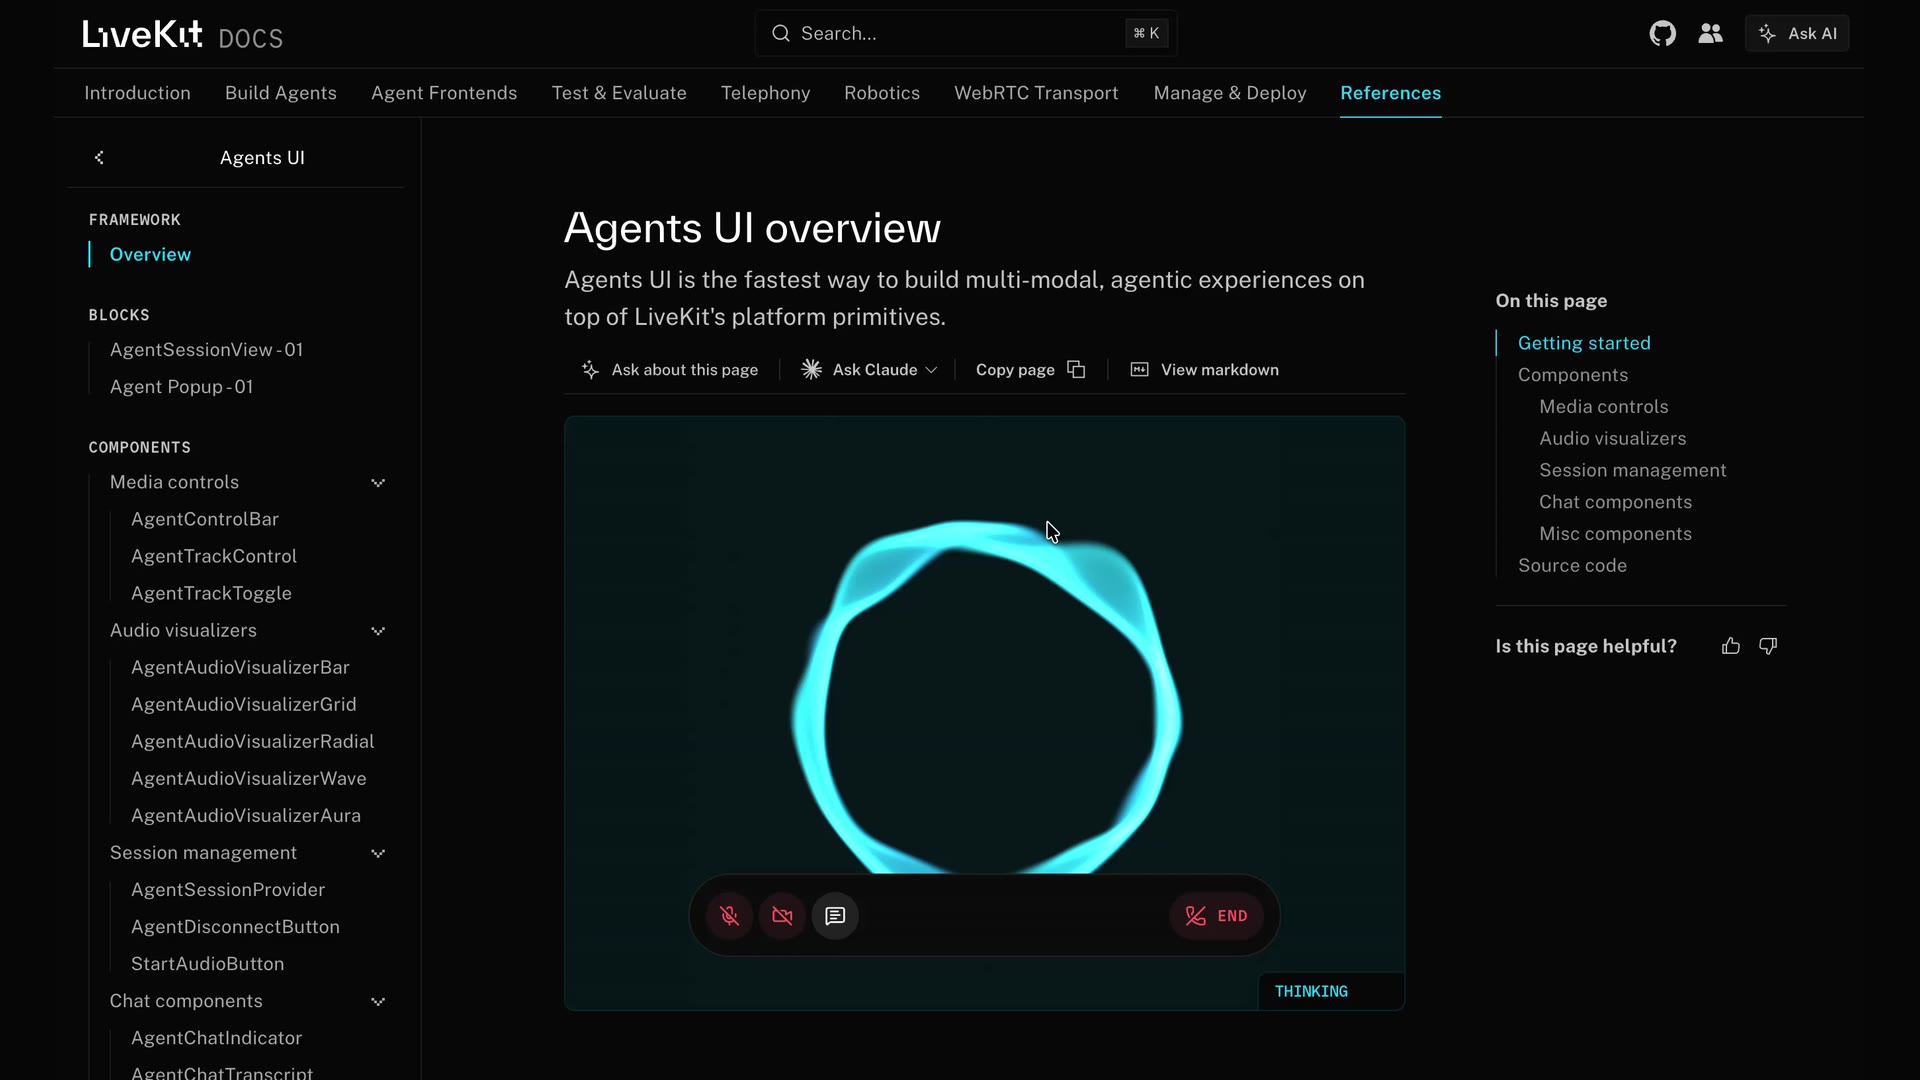 LiveKit DOCS
Search...
⌘ K
Ask AI
Introduction
Build Agents
Agent Frontends
Test & Evaluate
Telephony
Robotics
WebRTC Transport
Manage & Deploy
References
Agents UI
FRAMEWORK
Overview
BLOCKS
AgentSessionView - 01
Agent Popup - 01
COMPONENTS
Media controls
AgentControlBar
AgentTrackControl
AgentTrackToggle
Audio visualizers
AgentAudioVisualizerBar
AgentAudioVisualizerGrid
AgentAudioVisualizerRadial
AgentAudioVisualizerWave
AgentAudioVisualizerAura
Session management
AgentSessionProvider
AgentDisconnectButton
StartAudioButton
Chat components
AgentChatIndicator
AgentChatTranscript
Agents UI overview
Agents UI is the fastest way to build multi-modal, agentic experiences on
top of LiveKit's platform primitives.
Ask about this page
Ask Claude
Copy page
View markdown
END
THINKING
On this page
Getting started
Components
Media controls
Audio visualizers
Session management
Chat components
Misc components
Source code
Is this page helpful?